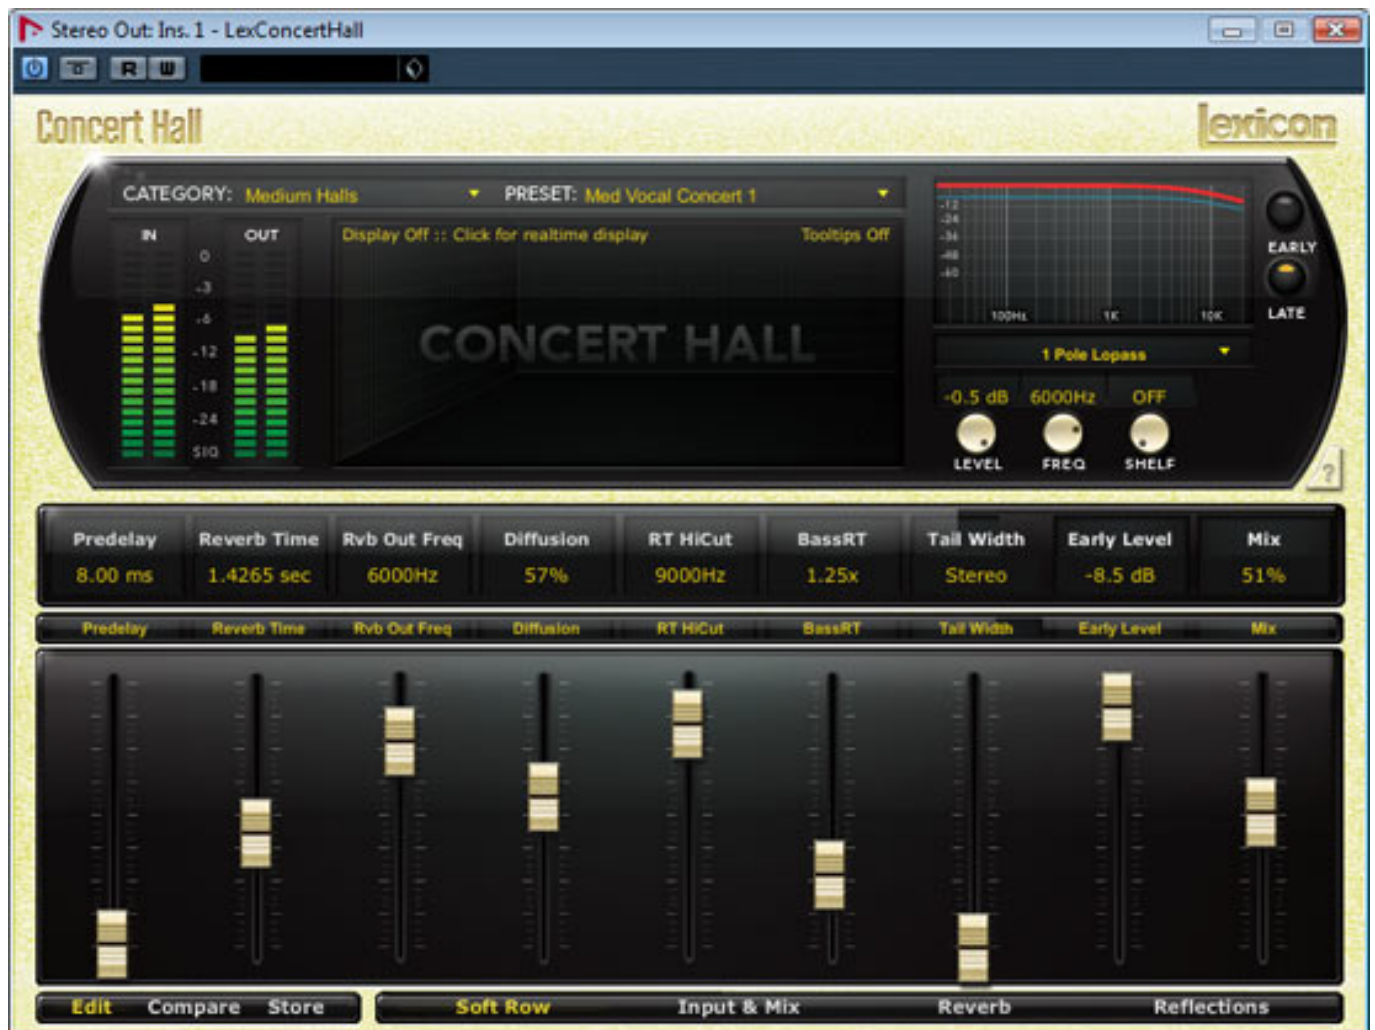 Stereo Out: Ins. 1 - LexConcertHall
R W
Concert Hall
lexicon
CATEGORY: Medium Halls PRESET: Med Vocal Concert 1
IN OUT
0
-3
-6
-12
-18
-24
SIG
Display Off :: Click for realtime display Tooltips Off
CONCERT HALL
-12
-24
-36
-48
-60
100Hz 1K 10K
EARLY
LATE
1 Pole Lopass
-0.5 dB 6000Hz OFF
LEVEL FREQ SHELF
?
Predelay Reverb Time Rvb Out Freq Diffusion RT HiCut BassRT Tail Width Early Level Mix
8.00 ms 1.4265 sec 6000Hz 57% 9000Hz 1.25x Stereo -8.5 dB 51%
Predelay Reverb Time Rvb Out Freq Diffusion RT HiCut BassRT Tail Width Early Level Mix
Edit Compare Store Soft Row Input & Mix Reverb Reflections